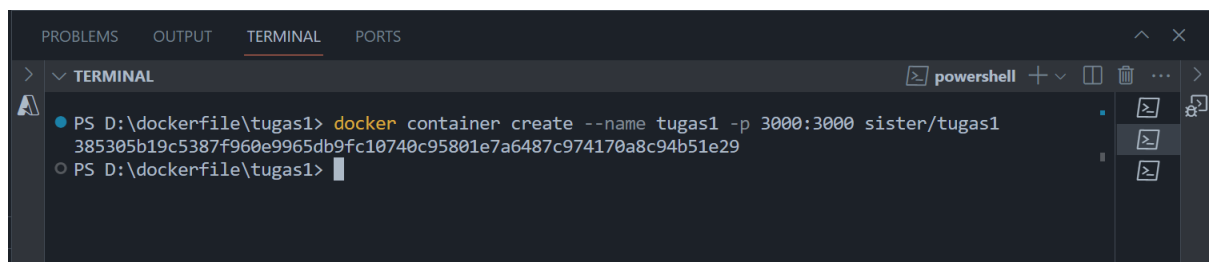 PROBLEMS OUTPUT TERMINAL PORTS
TERMINAL
powershell
PS D:\dockerfile\tugas1> docker container create --name tugas1 -p 3000:3000 sister/tugas1
385305b19c5387f960e9965db9fc10740c95801e7a6487c974170a8c94b51e29
PS D:\dockerfile\tugas1>